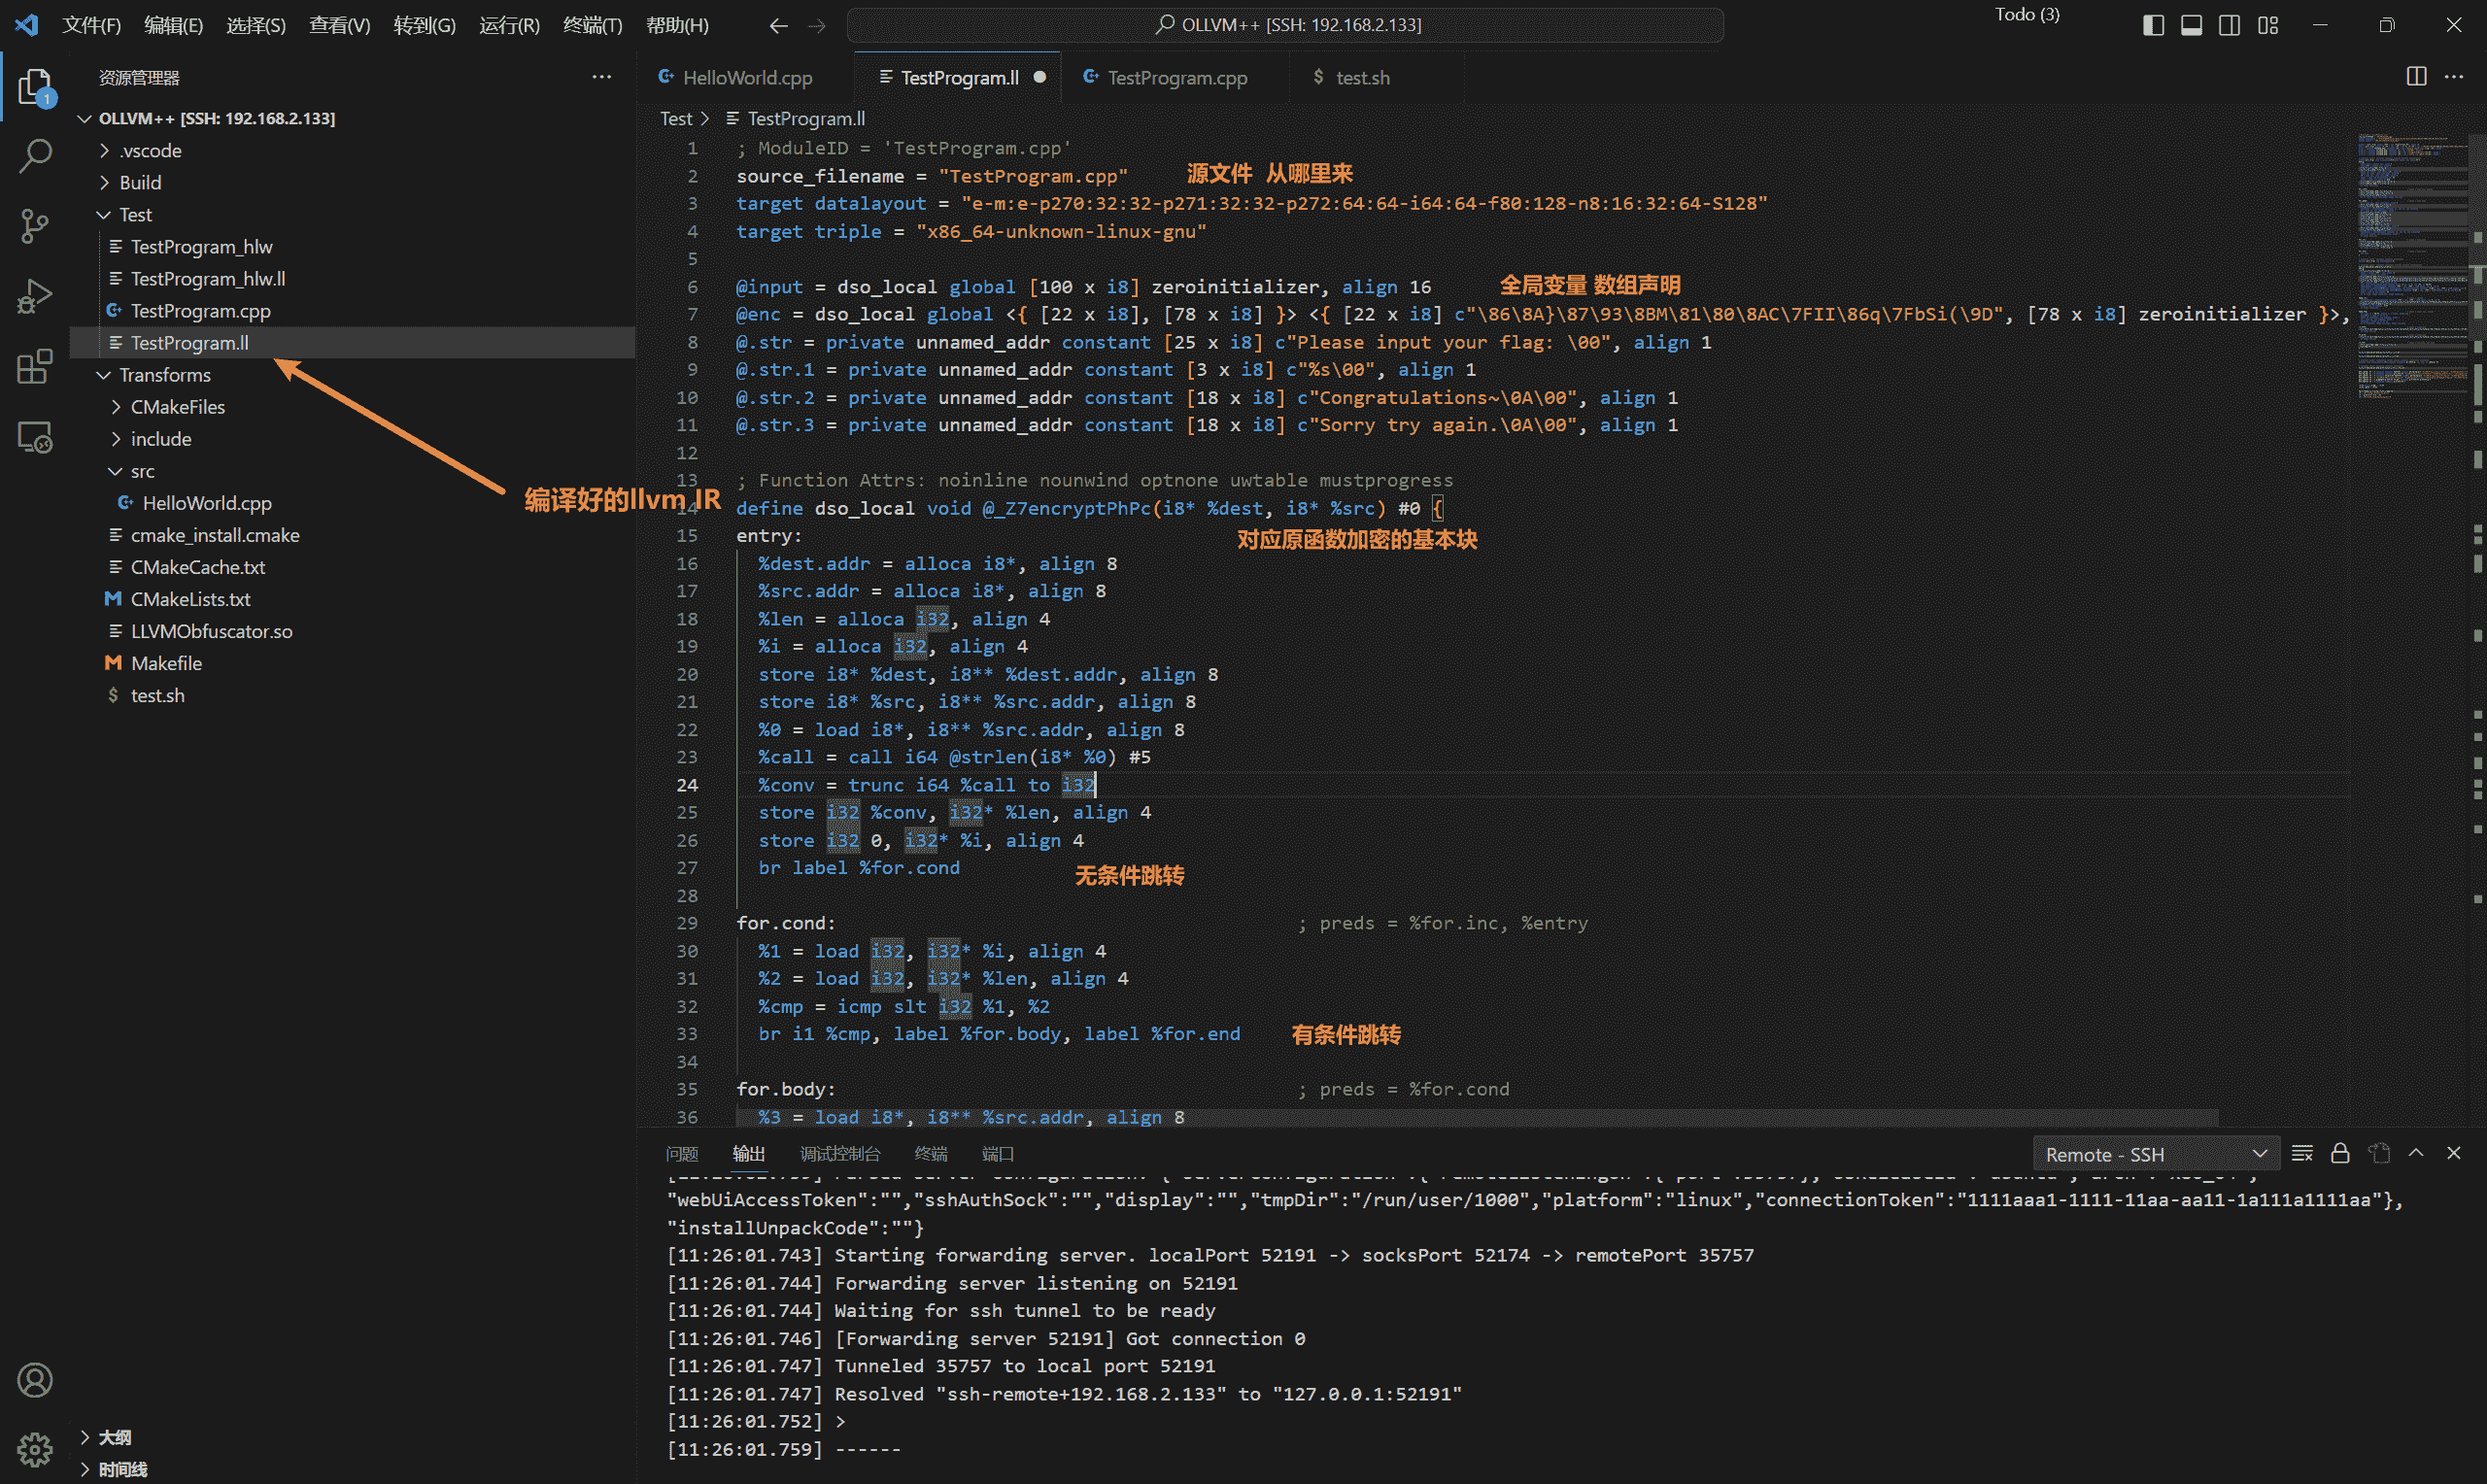 文件(F) 编辑(E) 选择(S) 查看(V) 转到(G) 运行(R) 终端(T) 帮助(H) OLLVM++ [SSH: 192.168.2.133] Todo (3)
资源管理器
1
OLLVM++ [SSH: 192.168.2.133]
.vscode
Build
Test
TestProgram_hlw
TestProgram_hlw.ll
TestProgram.cpp
TestProgram.ll
Transforms
CMakeFiles
include
src
HelloWorld.cpp
cmake_install.cmake
CMakeCache.txt
CMakeLists.txt
LLVMObfuscator.so
Makefile
test.sh
大纲
时间线
编译好的llvm IR
HelloWorld.cpp TestProgram.ll TestProgram.cpp test.sh
Test > TestProgram.ll
1 ; ModuleID = 'TestProgram.cpp'
2 source_filename = "TestProgram.cpp" 源文件 从哪里来
3 target datalayout = "e-m:e-p270:32:32-p271:32:32-p272:64:64-i64:64-f80:128-n8:16:32:64-S128"
4 target triple = "x86_64-unknown-linux-gnu"
5
6 @input = dso_local global [100 x i8] zeroinitializer, align 16 全局变量 数组声明
7 @enc = dso_local global <{ [22 x i8], [78 x i8] }> <{ [22 x i8] c"\86\8A}\87\93\8BM\81\80\8AC\7FII\86q\7FbSi(\9D", [78 x i8] zeroinitializer }>,
8 @.str = private unnamed_addr constant [25 x i8] c"Please input your flag: \00", align 1
9 @.str.1 = private unnamed_addr constant [3 x i8] c"%s\00", align 1
10 @.str.2 = private unnamed_addr constant [18 x i8] c"Congratulations~\0A\00", align 1
11 @.str.3 = private unnamed_addr constant [18 x i8] c"Sorry try again.\0A\00", align 1
12
13 ; Function Attrs: noinline nounwind optnone uwtable mustprogress
14 define dso_local void @_Z7encryptPhPc(i8* %dest, i8* %src) #0 {
15 entry: 对应原函数加密的基本块
16 %dest.addr = alloca i8*, align 8
17 %src.addr = alloca i8*, align 8
18 %len = alloca i32, align 4
19 %i = alloca i32, align 4
20 store i8* %dest, i8** %dest.addr, align 8
21 store i8* %src, i8** %src.addr, align 8
22 %0 = load i8*, i8** %src.addr, align 8
23 %call = call i64 @strlen(i8* %0) #5
24 %conv = trunc i64 %call to i32
25 store i32 %conv, i32* %len, align 4
26 store i32 0, i32* %i, align 4
27 br label %for.cond 无条件跳转
28
29 for.cond: ; preds = %for.inc, %entry
30 %1 = load i32, i32* %i, align 4
31 %2 = load i32, i32* %len, align 4
32 %cmp = icmp slt i32 %1, %2
33 br i1 %cmp, label %for.body, label %for.end 有条件跳转
34
35 for.body: ; preds = %for.cond
36 %3 = load i8*, i8** %src.addr, align 8
问题 输出 调试控制台 终端 端口 Remote - SSH
"webUiAccessToken":"","sshAuthSock":"","display":"","tmpDir":"/run/user/1000","platform":"linux","connectionToken":"1111aaa1-1111-11aa-aa11-1a111a1111aa"},
"installUnpackCode":""}
[11:26:01.743] Starting forwarding server. localPort 52191 -> socksPort 52174 -> remotePort 35757
[11:26:01.744] Forwarding server listening on 52191
[11:26:01.744] Waiting for ssh tunnel to be ready
[11:26:01.746] [Forwarding server 52191] Got connection 0
[11:26:01.747] Tunneled 35757 to local port 52191
[11:26:01.747] Resolved "ssh-remote+192.168.2.133" to "127.0.0.1:52191"
[11:26:01.752] >
[11:26:01.759] ------